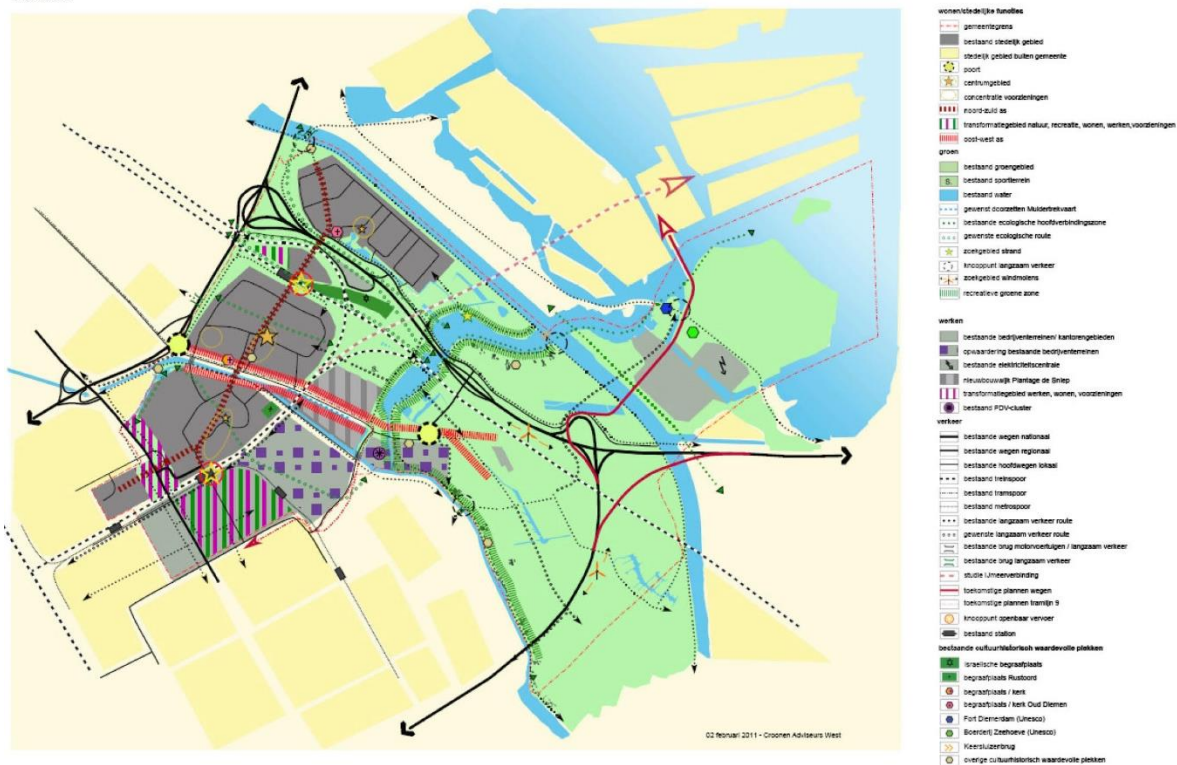 wonen/stedelijke functies
gemeentegrens
bestaand stedelijk gebied
stedelijk gebied buiten gemeente
poort
centrumgebied
concentratie voorzieningen
noord-zuid as
transformatiegebied natuur, recreatie, wonen, werken,voorzieningen
oost-west as
groen
bestaand groengebied
bestaand sportterrein
bestaand water
gewenst doorzetten Muidertrekvaart
bestaande ecologische hoofdverbindingszone
gewenste ecologische route
zoekgebied strand
knooppunt langzaam verkeer
zoekgebied windmolens
recreatieve groene zone
werken
bestaande bedrijventerreinen/ kantorengebieden
opwaardering bestaande bedrijventerreinen
bestaande elektriciteitscentrale
nieuwbouwwijk Plantage de Sniep
transformatiegebied werken, wonen, voorzieningen
bestaand PDV-cluster
verkeer
bestaande wegen nationaal
bestaande wegen regionaal
bestaande hoofdwegen lokaal
bestaand treinspoor
bestaand tramspoor
bestaand metrospoor
bestaande langzaam verkeer route
gewenste langzaam verkeer route
bestaande brug motorvoertuigen / langzaam verkeer
bestaande brug langzaam verkeer
studie IJmeerverbinding
toekomstige plannen wegen
toekomstige plannen tramlijn 9
knooppunt openbaar vervoer
bestaand station
bestaande cultuurhistorisch waardevolle plekken
Israelische begraafplaats
begraafplaats Rustoord
begraafplaats / kerk
begraafplaats / kerk Oud Diemen
Fort Diemerdam (Unesco)
Boerderij Zeehoeve (Unesco)
Keersluizenbrug
overige cultuurhistorisch waardevolle plekken
02 februari 2011 - Croonen Adviseurs West